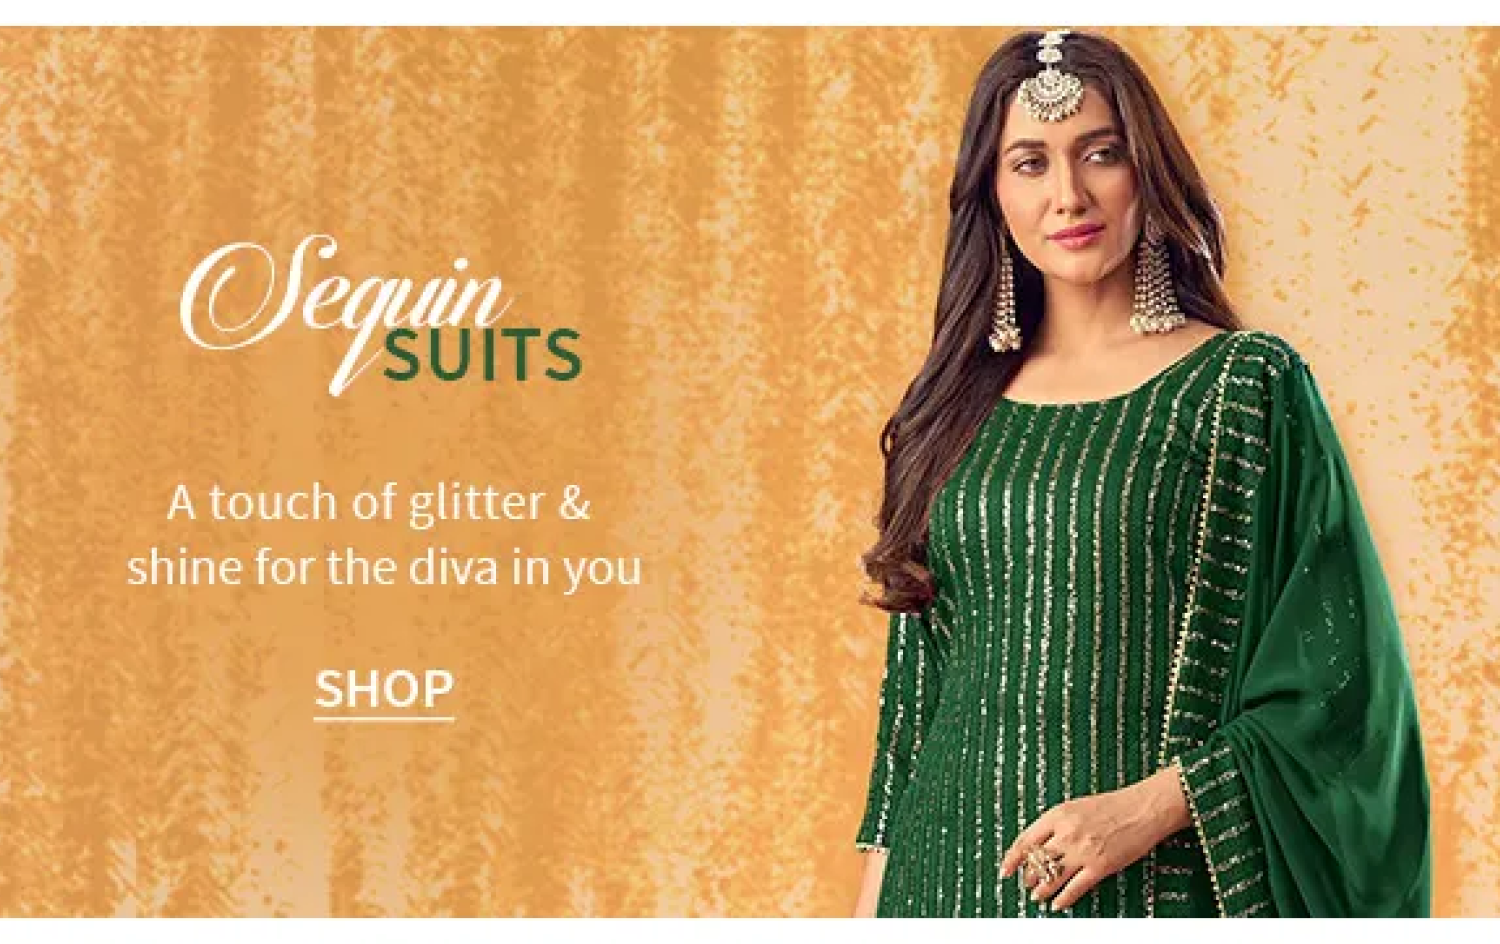 Sequin
SUITS
A touch of glitter &
shine for the diva in you
SHOP